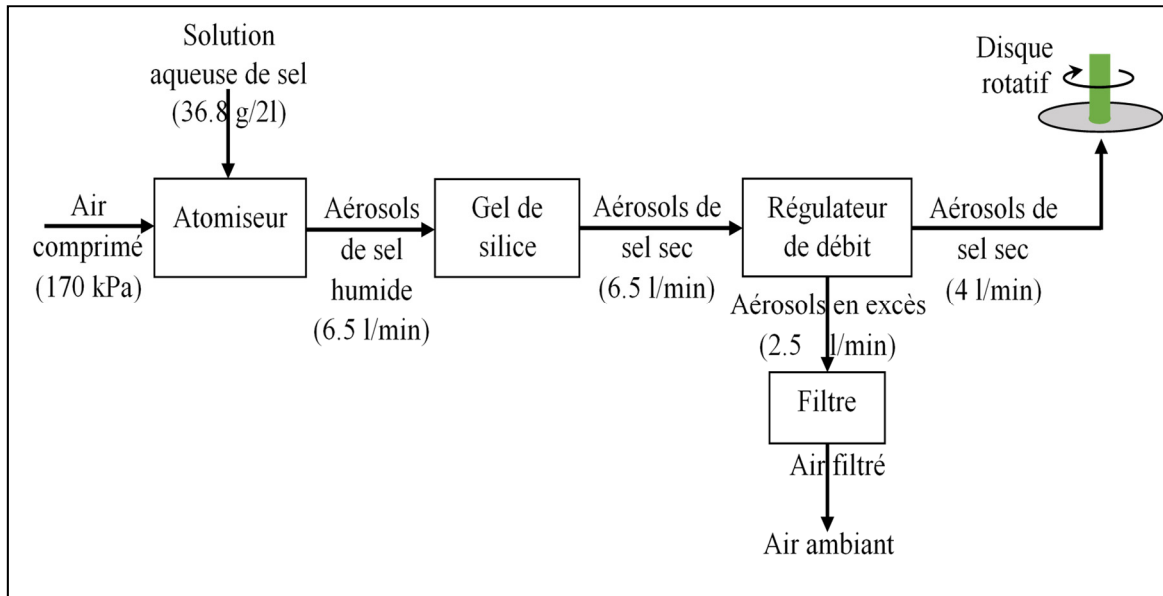 Solution
aqueuse de sel
(36.8 g/2l)
Disque
rotatif
Air
comprimé
(170 kPa)
Atomiseur
Aérosols
de sel
humide
(6.5 l/min)
Gel de
silice
Aérosols de
sel sec
(6.5 l/min)
Régulateur
de débit
Aérosols de
sel sec
(4 l/min)
Aérosols en excès
(2.5 l/min)
Filtre
Air filtré
Air ambiant